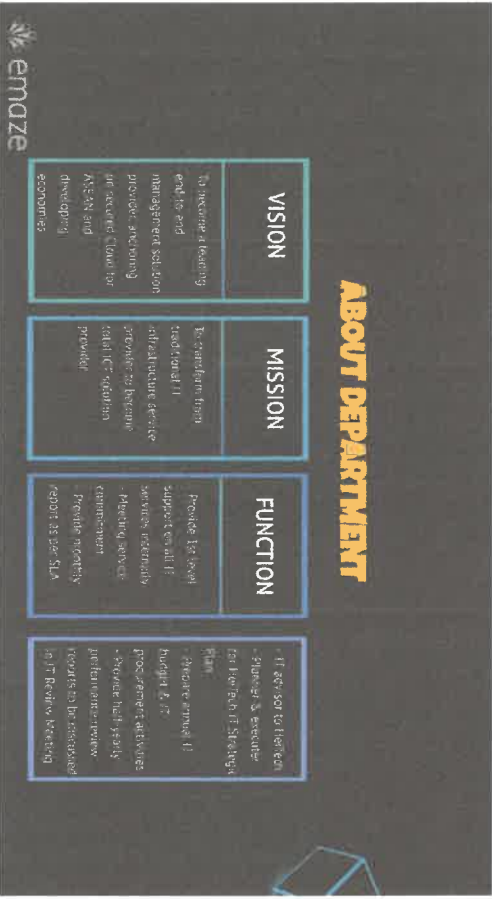 ABOUT DEPARTMENT
VISION
To become a leading
end-to-end
management solution
provider, anchoring
on secured Cloud for
ASEAN and
developing
economies
MISSION
To transform from
traditional IT
infrastructure service
provider to become
total ICT solution
provider
FUNCTION
- Provide 1st level
support on all IT
services internally
- Meeting service
commitment
- Provide monthly
report as per SLA
- IT advisor to HeiTech
- Planner & executer
for HeiTech IT Strategic
Plan
- Prepare annual IT
budget & IT
procurement activities
- Provide half-yearly
performance review
reports to be discussed
in IT Review Meeting
emaze